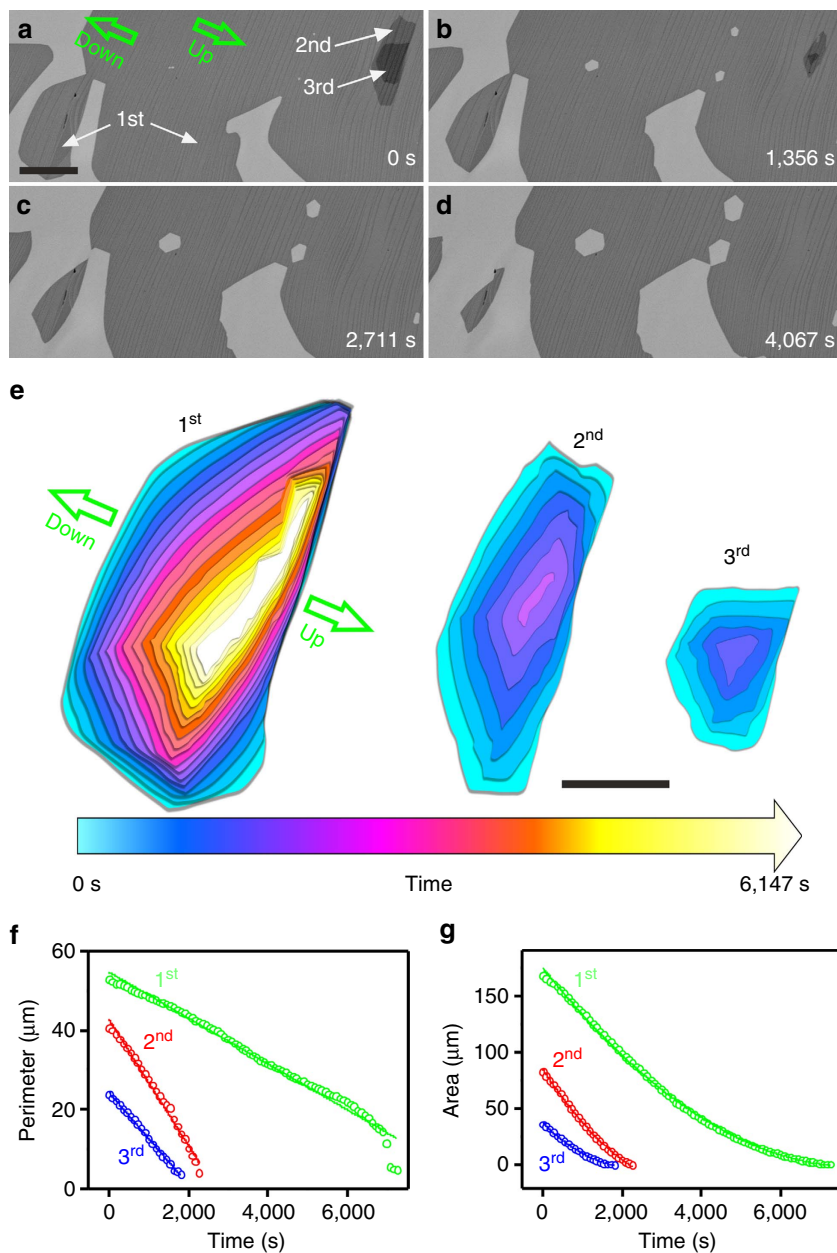 a
Down
Up
2nd
3rd
1st
0 s
b
1,356 s
c
2,711 s
d
4,067 s
e
1st
2nd
3rd
Down
Up
0 s
Time
6,147 s
f
60
40
20
0
Perimeter (μm)
1st
2nd
3rd
0
2,000
4,000
6,000
Time (s)
g
150
100
50
0
Area (μm)
1st
2nd
3rd
0
2,000
4,000
6,000
Time (s)